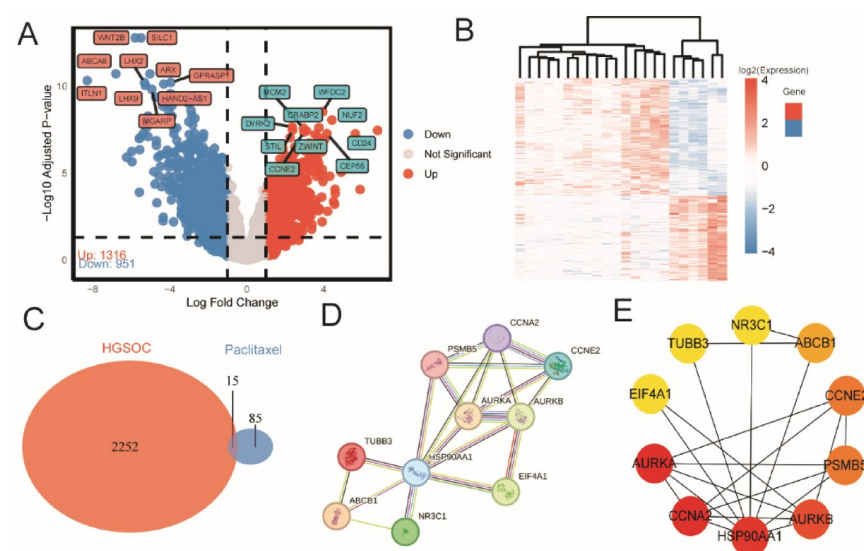 A
WNT2B
SILC1
ABCA8
LHX2
ARX
GPRASP1
ITLN1
LHX9
HAND2-AS1
MGARP
MCM2
WFDC2
CRABP2
NUF2
DYRK2
STIL
ZWINT
CD24
CCNE2
CEP55
10
5
0
−Log10 Adjusted P−value
Up: 1316
Down: 951
−8
−4
0
4
Log Fold Change
Down
Not Significant
Up
B
log2(Expression)
4
2
0
−2
−4
Gene
C
HGSOC
Paclitaxel
15
85
2252
D
CCNA2
PSMB5
CCNE2
AURKA
AURKB
TUBB3
HSP90AA1
EIF4A1
ABCB1
NR3C1
E
NR3C1
TUBB3
ABCB1
EIF4A1
CCNE2
AURKA
PSMB5
CCNA2
AURKB
HSP90AA1